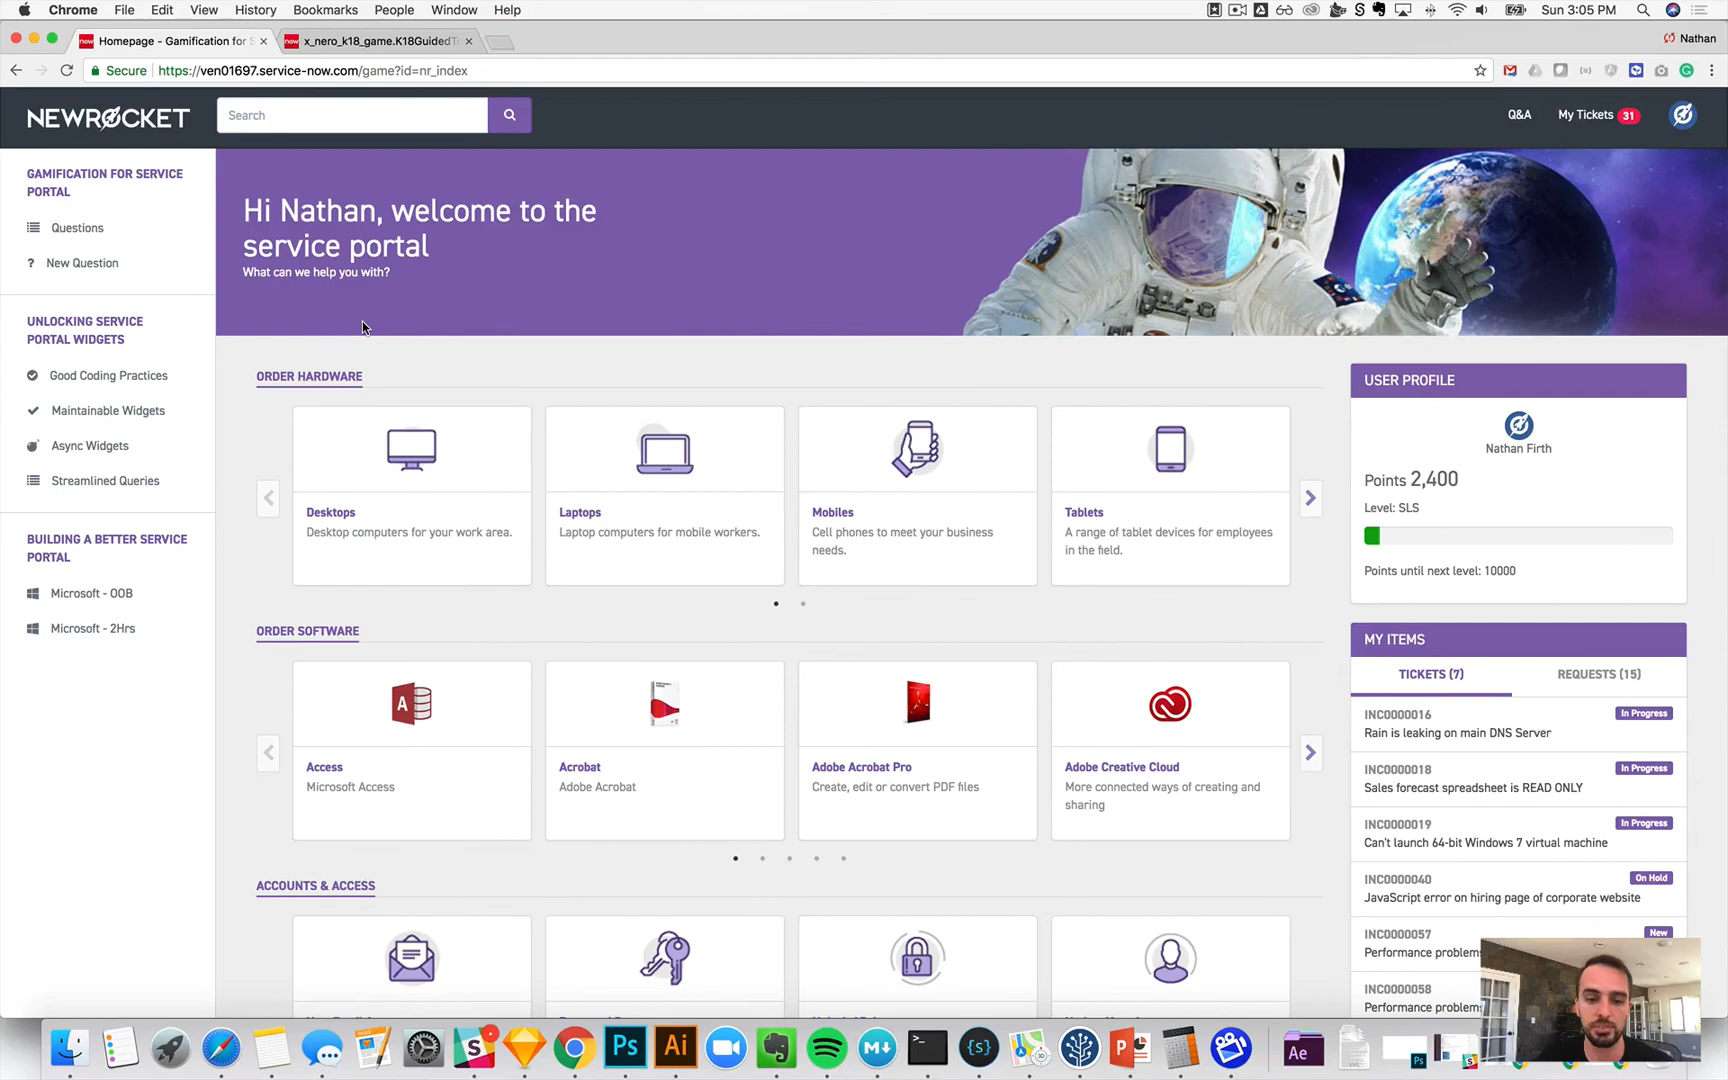 Chrome File Edit View History Bookmarks People Window Help
Sun 3:05 PM
Homepage - Gamification for S
x_nero_k18_game.K18GuidedT
Nathan
Secure https://ven01697.service-now.com/game?id=nr_index
NEWROCKET
Search
Q&A
My Tickets 31
GAMIFICATION FOR SERVICE
PORTAL
Questions
? New Question
UNLOCKING SERVICE
PORTAL WIDGETS
Good Coding Practices
Maintainable Widgets
Async Widgets
Streamlined Queries
BUILDING A BETTER SERVICE
PORTAL
Microsoft - OOB
Microsoft - 2Hrs
Hi Nathan, welcome to the
service portal
What can we help you with?
ORDER HARDWARE
Desktops
Desktop computers for your work area.
Laptops
Laptop computers for mobile workers.
Mobiles
Cell phones to meet your business
needs.
Tablets
A range of tablet devices for employees
in the field.
ORDER SOFTWARE
A
Access
Microsoft Access
Acrobat
Adobe Acrobat
Adobe Acrobat Pro
Create, edit or convert PDF files
Adobe Creative Cloud
More connected ways of creating and
sharing
ACCOUNTS & ACCESS
USER PROFILE
Nathan Firth
Points 2,400
Level: SLS
Points until next level: 10000
MY ITEMS
TICKETS (7)
REQUESTS (15)
INC0000016
In Progress
Rain is leaking on main DNS Server
INC0000018
In Progress
Sales forecast spreadsheet is READ ONLY
INC0000019
In Progress
Can't launch 64-bit Windows 7 virtual machine
INC0000040
On Hold
JavaScript error on hiring page of corporate website
INC0000057
New
Performance problems
INC0000058
Performance problems
Ps
Ai
M↓
>_
{s}
Ae